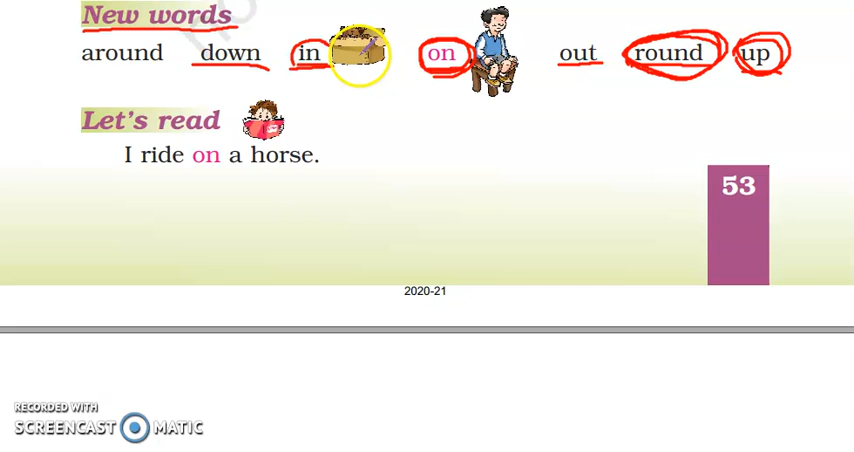 New words
around down in on out round up
Let's read
I ride on a horse.
53
2020-21
RECORDED WITH
SCREENCAST MATIC